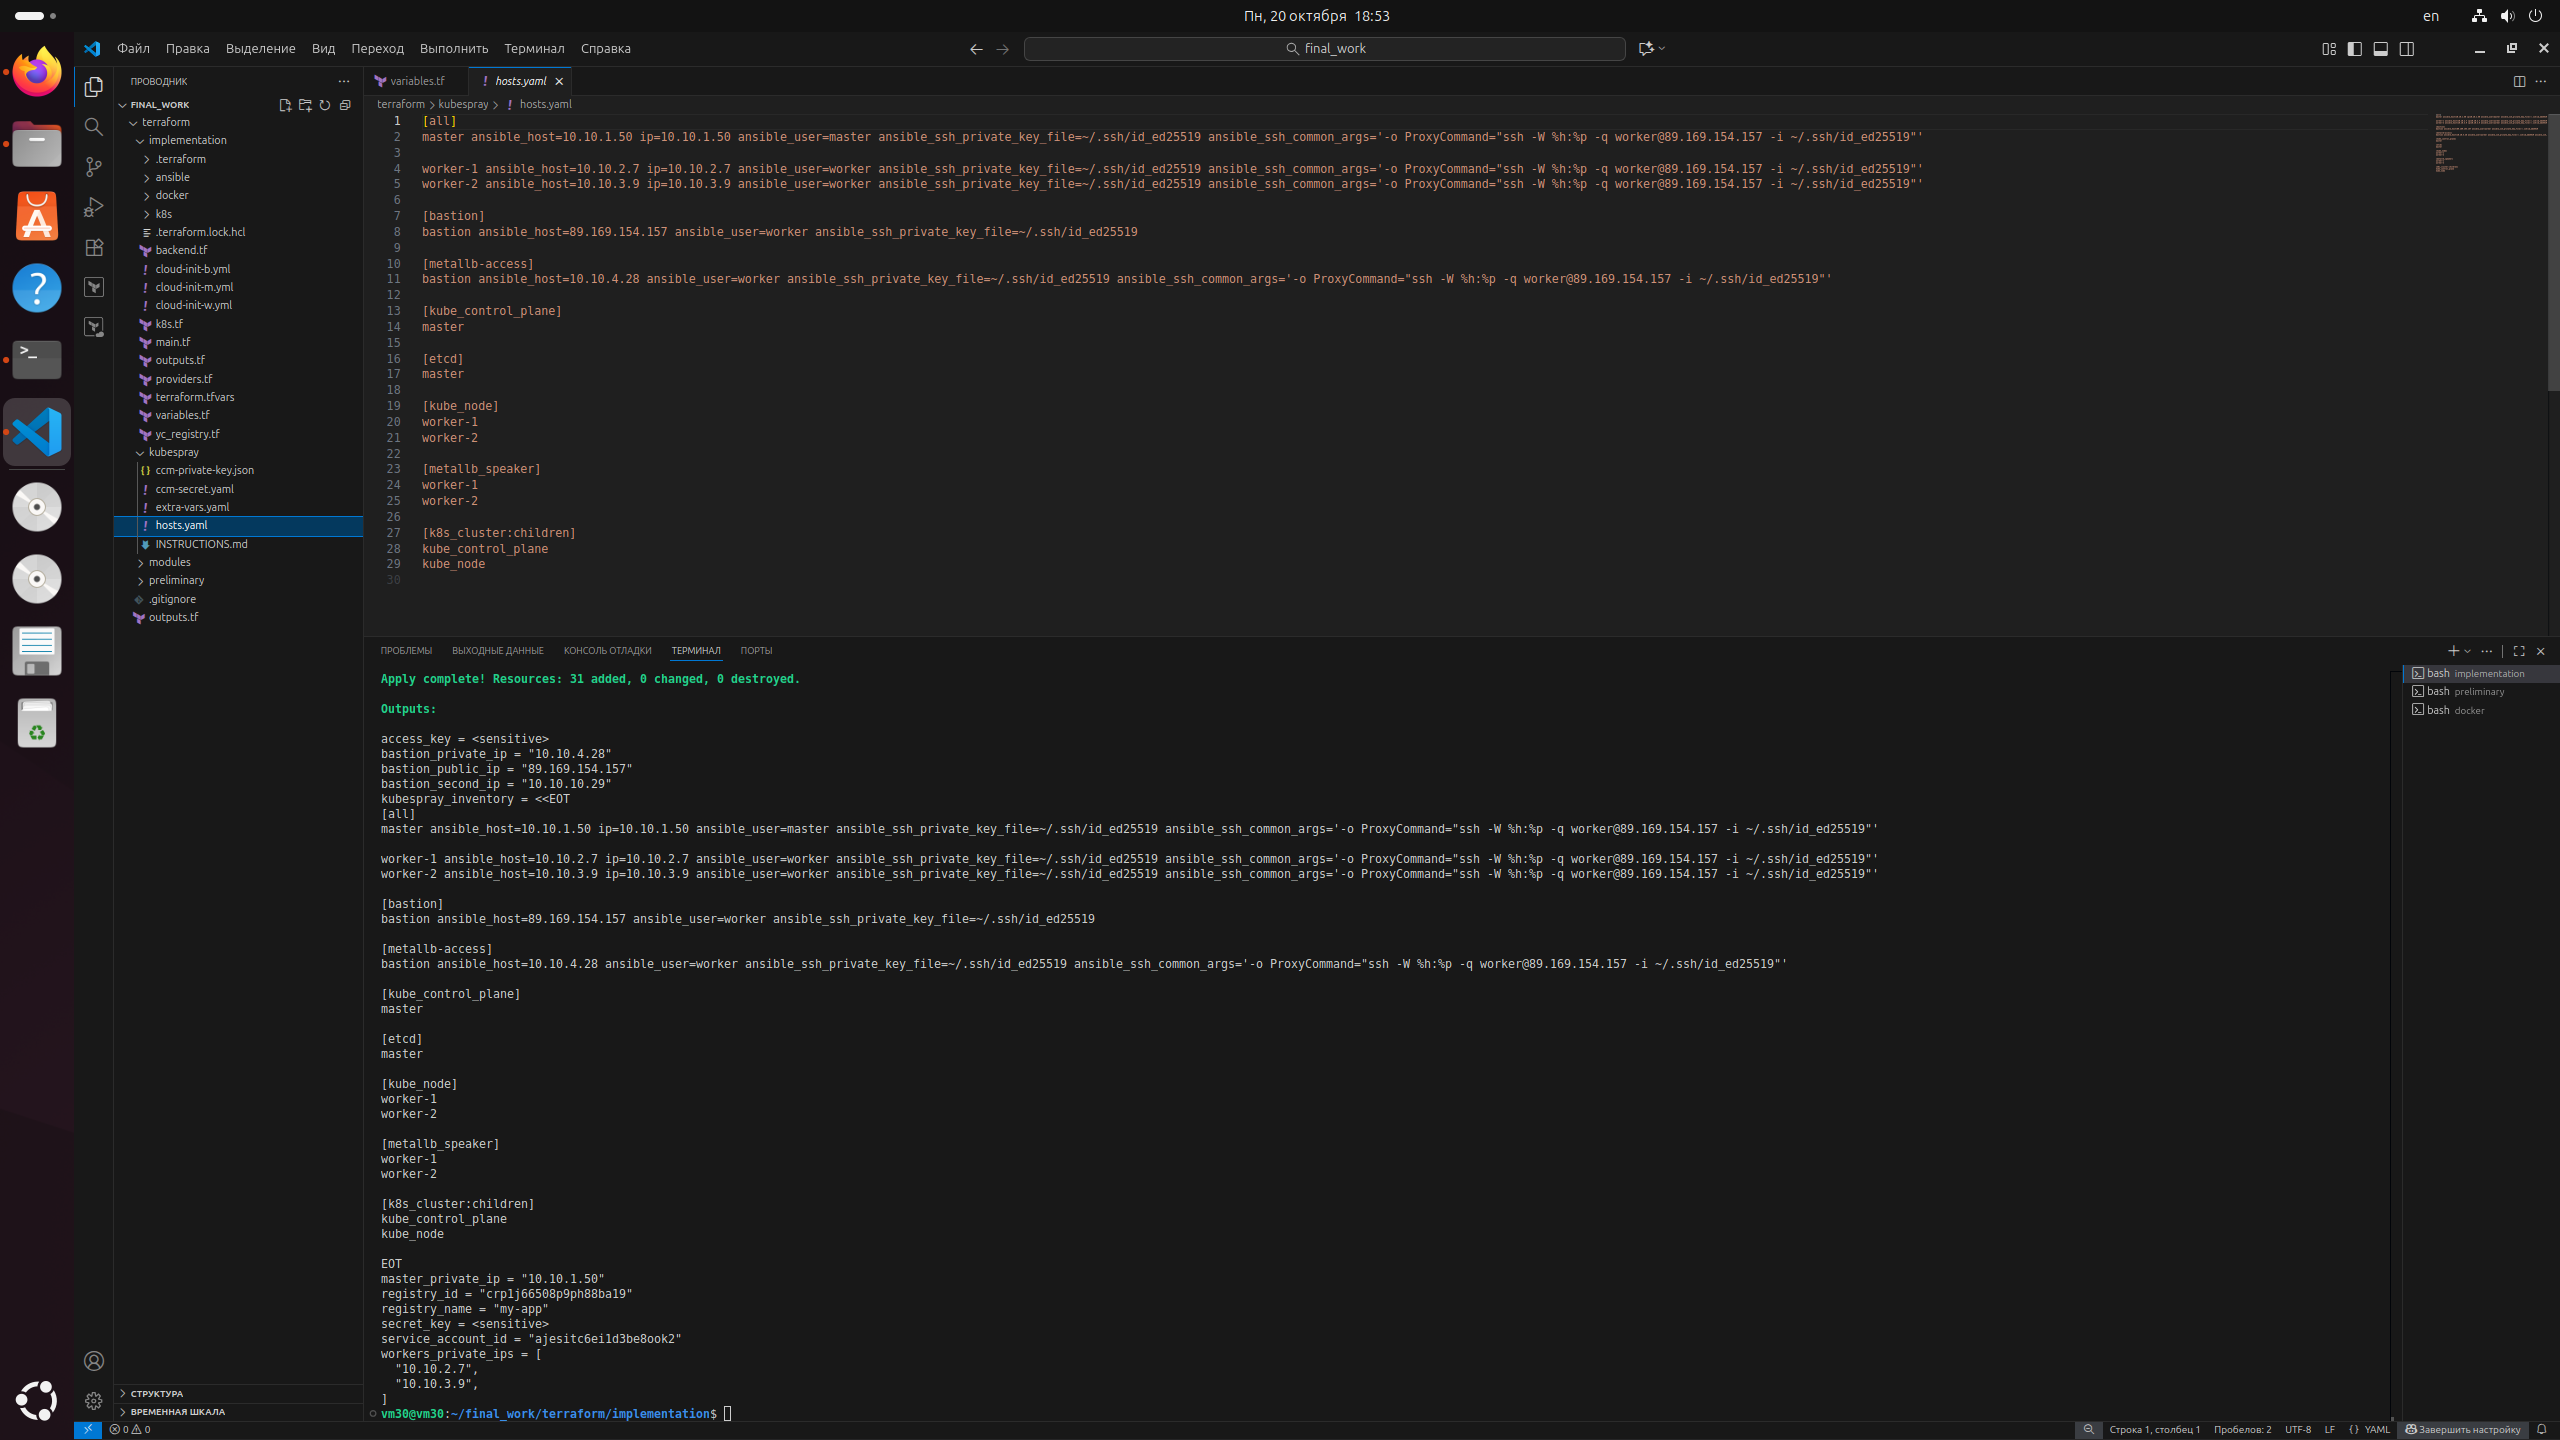 Пн, 20 октября 18:53
en
Файл Правка Выделение Вид Переход Выполнить Терминал Справка
final_work
ПРОВОДНИК
variables.tf
hosts.yaml
FINAL_WORK
terraform
implementation
.terraform
ansible
docker
k8s
.terraform.lock.hcl
backend.tf
cloud-init-b.yml
cloud-init-m.yml
cloud-init-w.yml
k8s.tf
main.tf
outputs.tf
providers.tf
terraform.tfvars
variables.tf
yc_registry.tf
kubespray
ccm-private-key.json
ccm-secret.yaml
extra-vars.yaml
hosts.yaml
INSTRUCTIONS.md
modules
preliminary
.gitignore
outputs.tf
СТРУКТУРА
ВРЕМЕННАЯ ШКАЛА
terraform > kubespray > hosts.yaml
1 [all]
2 master ansible_host=10.10.1.50 ip=10.10.1.50 ansible_user=master ansible_ssh_private_key_file=~/.ssh/id_ed25519 ansible_ssh_common_args='-o ProxyCommand="ssh -W %h:%p -q worker@89.169.154.157 -i ~/.ssh/id_ed25519"'
3
4 worker-1 ansible_host=10.10.2.7 ip=10.10.2.7 ansible_user=worker ansible_ssh_private_key_file=~/.ssh/id_ed25519 ansible_ssh_common_args='-o ProxyCommand="ssh -W %h:%p -q worker@89.169.154.157 -i ~/.ssh/id_ed25519"'
5 worker-2 ansible_host=10.10.3.9 ip=10.10.3.9 ansible_user=worker ansible_ssh_private_key_file=~/.ssh/id_ed25519 ansible_ssh_common_args='-o ProxyCommand="ssh -W %h:%p -q worker@89.169.154.157 -i ~/.ssh/id_ed25519"'
6
7 [bastion]
8 bastion ansible_host=89.169.154.157 ansible_user=worker ansible_ssh_private_key_file=~/.ssh/id_ed25519
9
10 [metallb-access]
11 bastion ansible_host=10.10.4.28 ansible_user=worker ansible_ssh_private_key_file=~/.ssh/id_ed25519 ansible_ssh_common_args='-o ProxyCommand="ssh -W %h:%p -q worker@89.169.154.157 -i ~/.ssh/id_ed25519"'
12
13 [kube_control_plane]
14 master
15
16 [etcd]
17 master
18
19 [kube_node]
20 worker-1
21 worker-2
22
23 [metallb_speaker]
24 worker-1
25 worker-2
26
27 [k8s_cluster:children]
28 kube_control_plane
29 kube_node
30
ПРОБЛЕМЫ ВЫХОДНЫЕ ДАННЫЕ КОНСОЛЬ ОТЛАДКИ ТЕРМИНАЛ ПОРТЫ
Apply complete! Resources: 31 added, 0 changed, 0 destroyed.
Outputs:
access_key = <sensitive>
bastion_private_ip = "10.10.4.28"
bastion_public_ip = "89.169.154.157"
bastion_second_ip = "10.10.10.29"
kubespray_inventory = <<EOT
[all]
master ansible_host=10.10.1.50 ip=10.10.1.50 ansible_user=master ansible_ssh_private_key_file=~/.ssh/id_ed25519 ansible_ssh_common_args='-o ProxyCommand="ssh -W %h:%p -q worker@89.169.154.157 -i ~/.ssh/id_ed25519"'
worker-1 ansible_host=10.10.2.7 ip=10.10.2.7 ansible_user=worker ansible_ssh_private_key_file=~/.ssh/id_ed25519 ansible_ssh_common_args='-o ProxyCommand="ssh -W %h:%p -q worker@89.169.154.157 -i ~/.ssh/id_ed25519"'
worker-2 ansible_host=10.10.3.9 ip=10.10.3.9 ansible_user=worker ansible_ssh_private_key_file=~/.ssh/id_ed25519 ansible_ssh_common_args='-o ProxyCommand="ssh -W %h:%p -q worker@89.169.154.157 -i ~/.ssh/id_ed25519"'
[bastion]
bastion ansible_host=89.169.154.157 ansible_user=worker ansible_ssh_private_key_file=~/.ssh/id_ed25519
[metallb-access]
bastion ansible_host=10.10.4.28 ansible_user=worker ansible_ssh_private_key_file=~/.ssh/id_ed25519 ansible_ssh_common_args='-o ProxyCommand="ssh -W %h:%p -q worker@89.169.154.157 -i ~/.ssh/id_ed25519"'
[kube_control_plane]
master
[etcd]
master
[kube_node]
worker-1
worker-2
[metallb_speaker]
worker-1
worker-2
[k8s_cluster:children]
kube_control_plane
kube_node
EOT
master_private_ip = "10.10.1.50"
registry_id = "crp1j66508p9ph88ba19"
registry_name = "my-app"
secret_key = <sensitive>
service_account_id = "ajesitc6ei1d3be8ook2"
workers_private_ips = [
"10.10.2.7",
"10.10.3.9",
]
vm30@vm30:~/final_work/terraform/implementation$
bash implementation
bash preliminary
bash docker
0 0
Строка 1, столбец 1 Пробелов: 2 UTF-8 LF {} YAML Завершить настройку